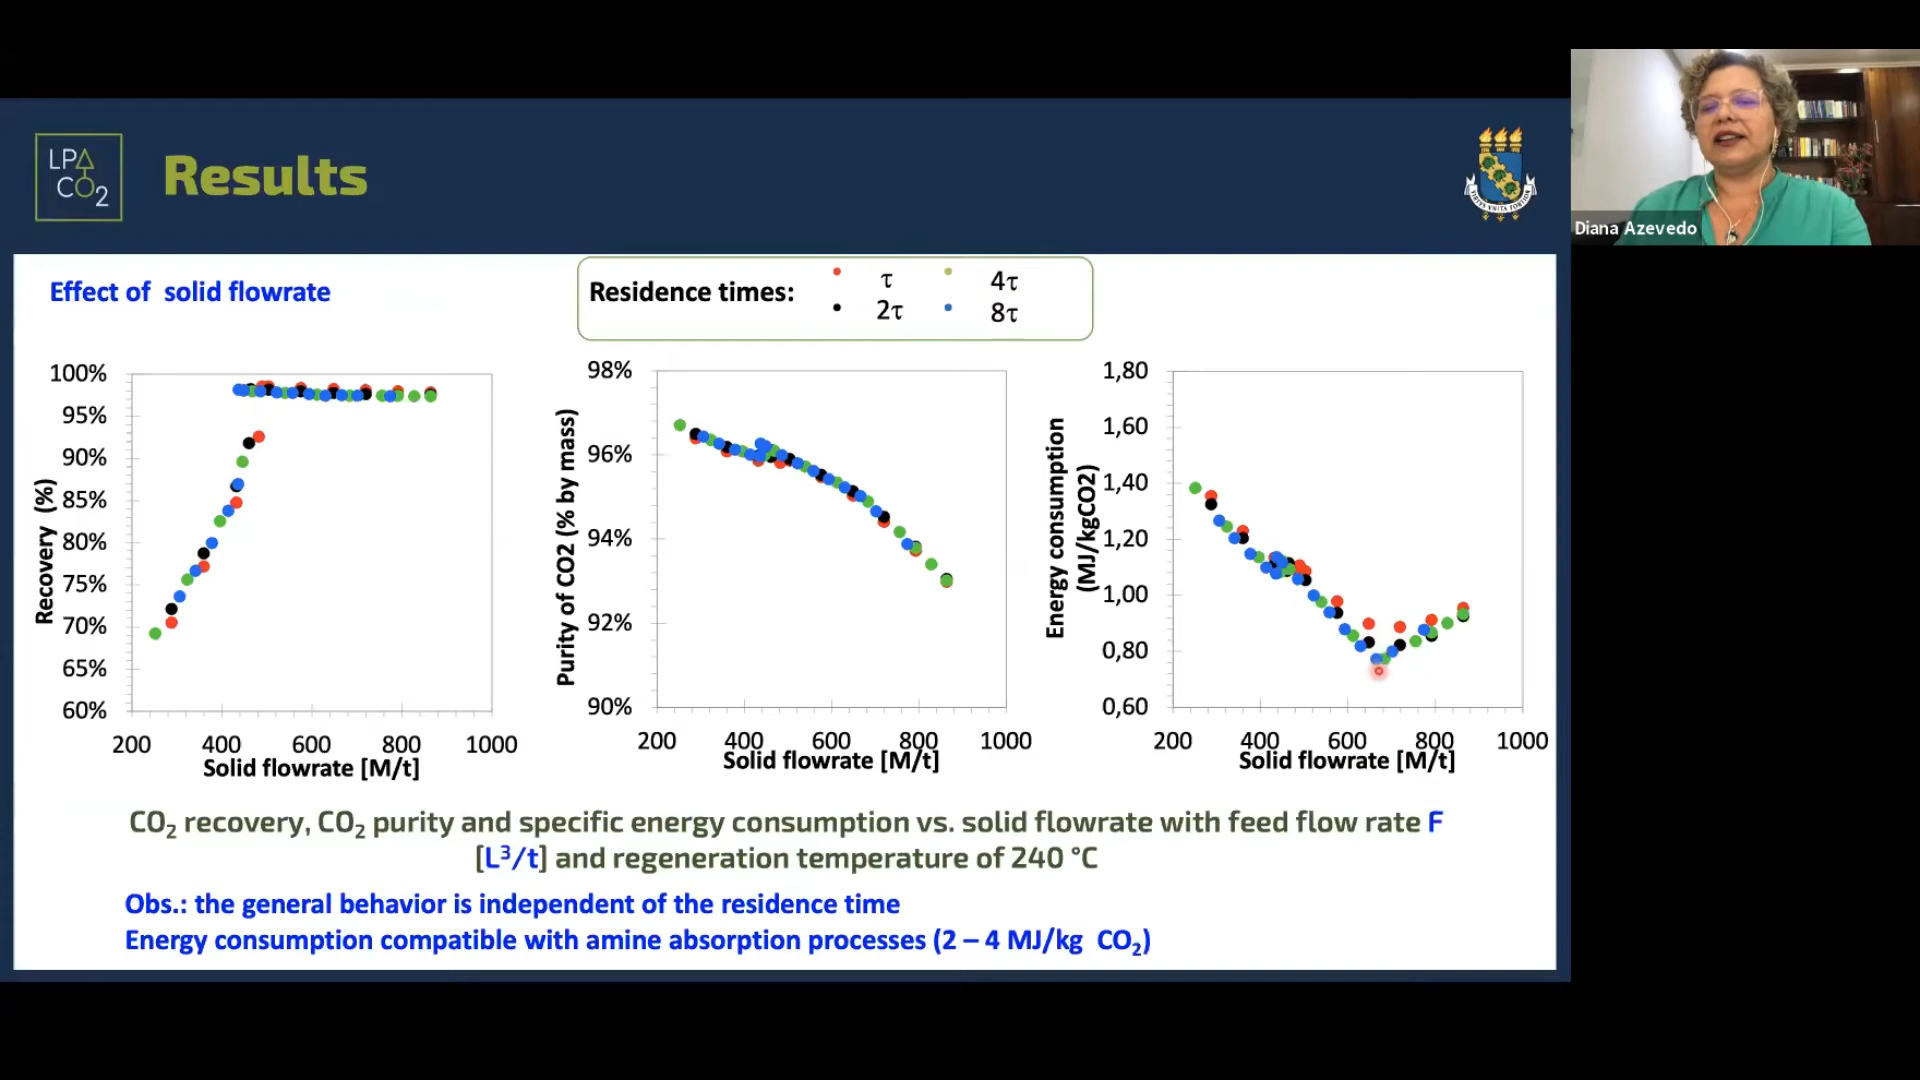 LPA
CO2
Results
VIRTVS VNITA FORTIOR
Diana Azevedo
Effect of solid flowrate
Residence times:
τ
4τ
2τ
8τ
100%
95%
90%
85%
80%
75%
70%
65%
60%
Recovery (%)
200 400 600 800 1000
Solid flowrate [M/t]
98%
96%
94%
92%
90%
Purity of CO2 (% by mass)
200 400 600 800 1000
Solid flowrate [M/t]
1,80
1,60
1,40
1,20
1,00
0,80
0,60
Energy consumption
(MJ/kgCO2)
200 400 600 800 1000
Solid flowrate [M/t]
CO₂ recovery, CO₂ purity and specific energy consumption vs. solid flowrate with feed flow rate F
[L³/t] and regeneration temperature of 240 °C
Obs.: the general behavior is independent of the residence time
Energy consumption compatible with amine absorption processes (2 – 4 MJ/kg CO₂)